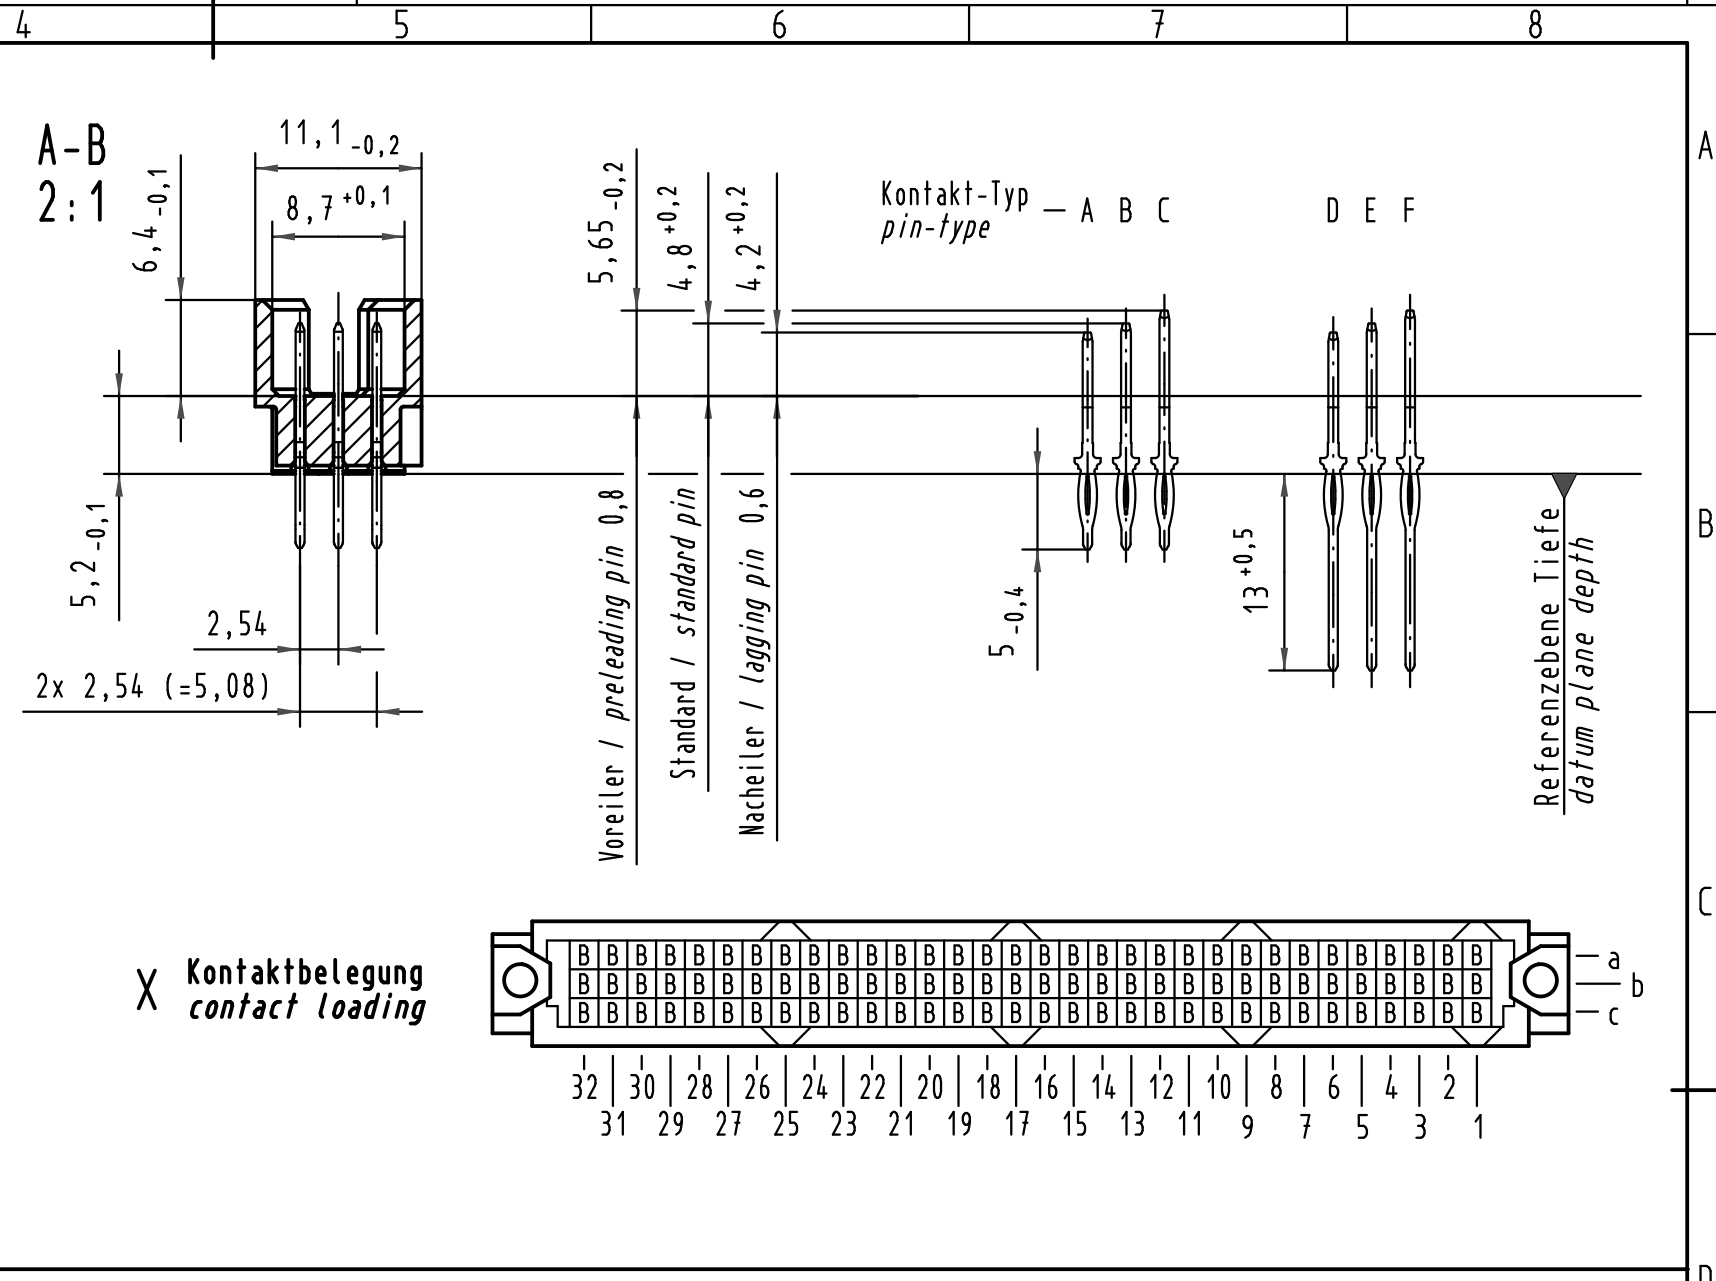 4 5 6 7 8
A
B
C
D
A-B
2:1
11,1 -0,2
8,7 +0,1
6,4 -0,1
5,2 -0,1
2,54
2x 2,54 (=5,08)
5,65 -0,2
4,8 +0,2
4,2 +0,2
Voreiler / preleading pin 0,8
Standard / standard pin
Nacheiler / lagging pin 0,6
Kontakt-Typ
pin-type
A B C D E F
5 -0,4
13 +0,5
Referenzebene Tiefe
datum plane depth
X Kontaktbelegung
contact loading
B B B B B B B B B B B B B B B B B B B B B B B B B B B B B B B B a
B B B B B B B B B B B B B B B B B B B B B B B B B B B B B B B B b
B B B B B B B B B B B B B B B B B B B B B B B B B B B B B B B B c
32 30 28 26 24 22 20 18 16 14 12 10 8 6 4 2
31 29 27 25 23 21 19 17 15 13 11 9 7 5 3 1